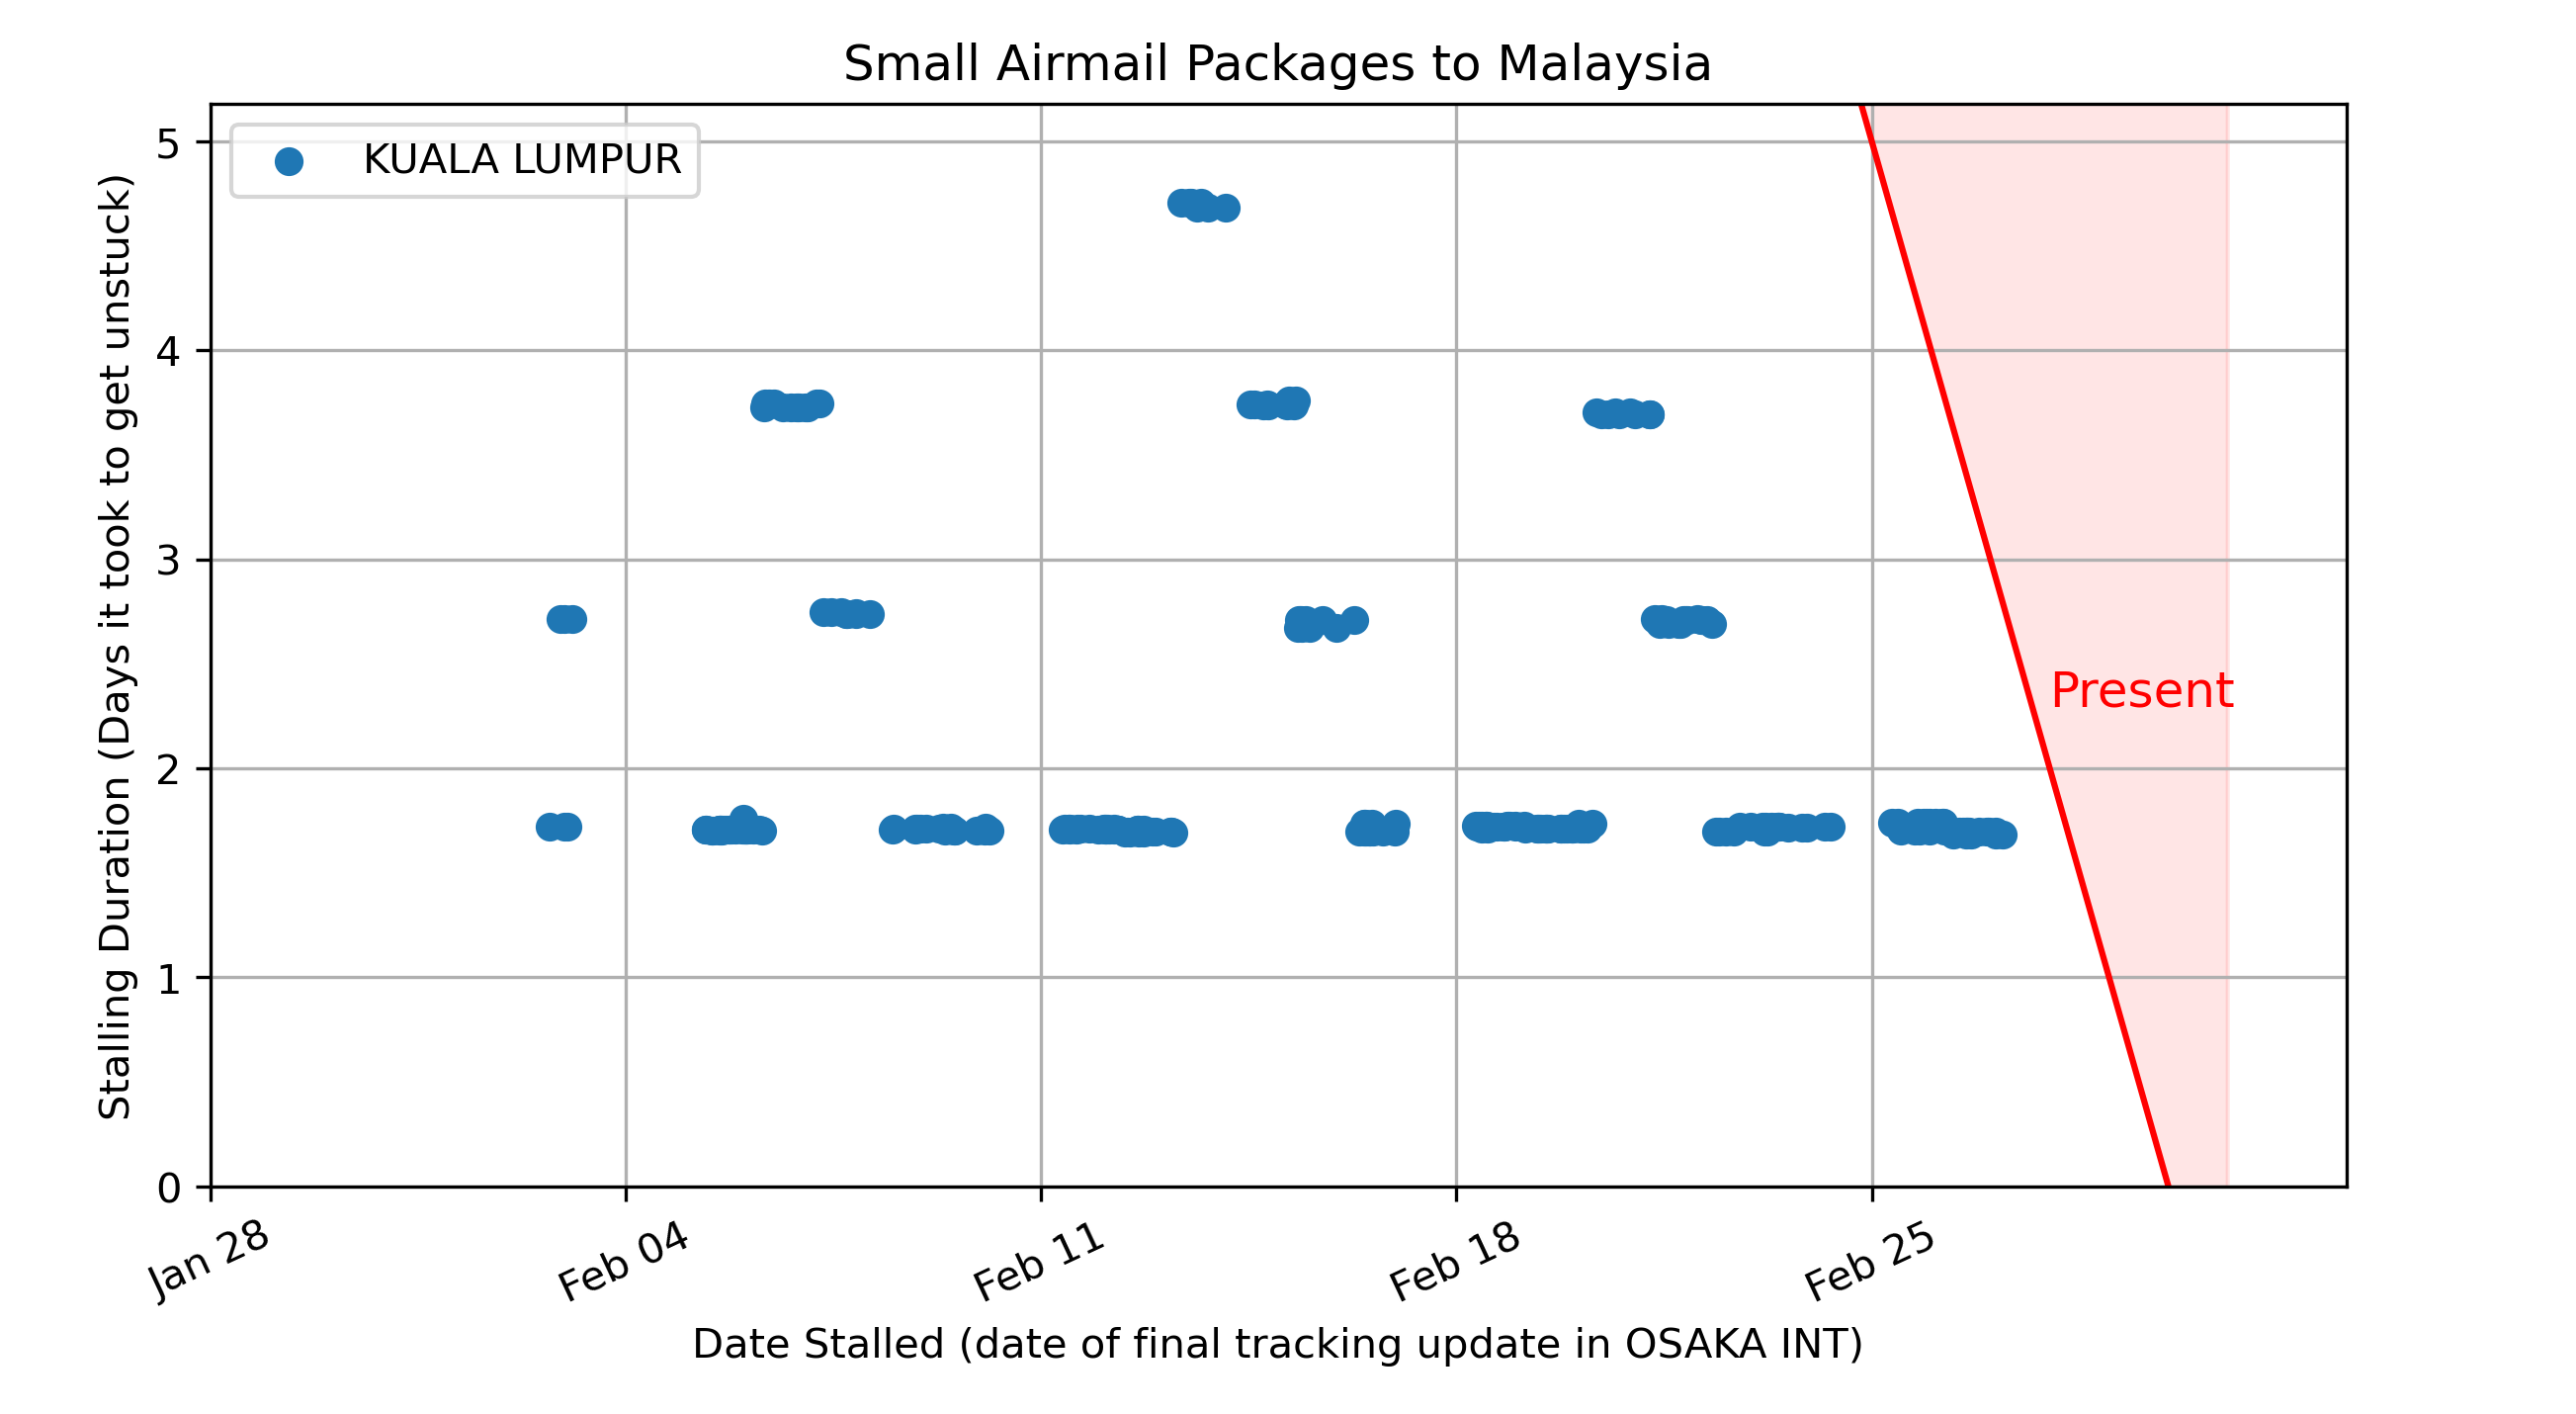 Small Airmail Packages to Malaysia
KUALA LUMPUR
Stalling Duration (Days it took to get unstuck)
5
4
3
2
1
0
Present
Jan 28
Feb 04
Feb 11
Feb 18
Feb 25
Date Stalled (date of final tracking update in OSAKA INT)